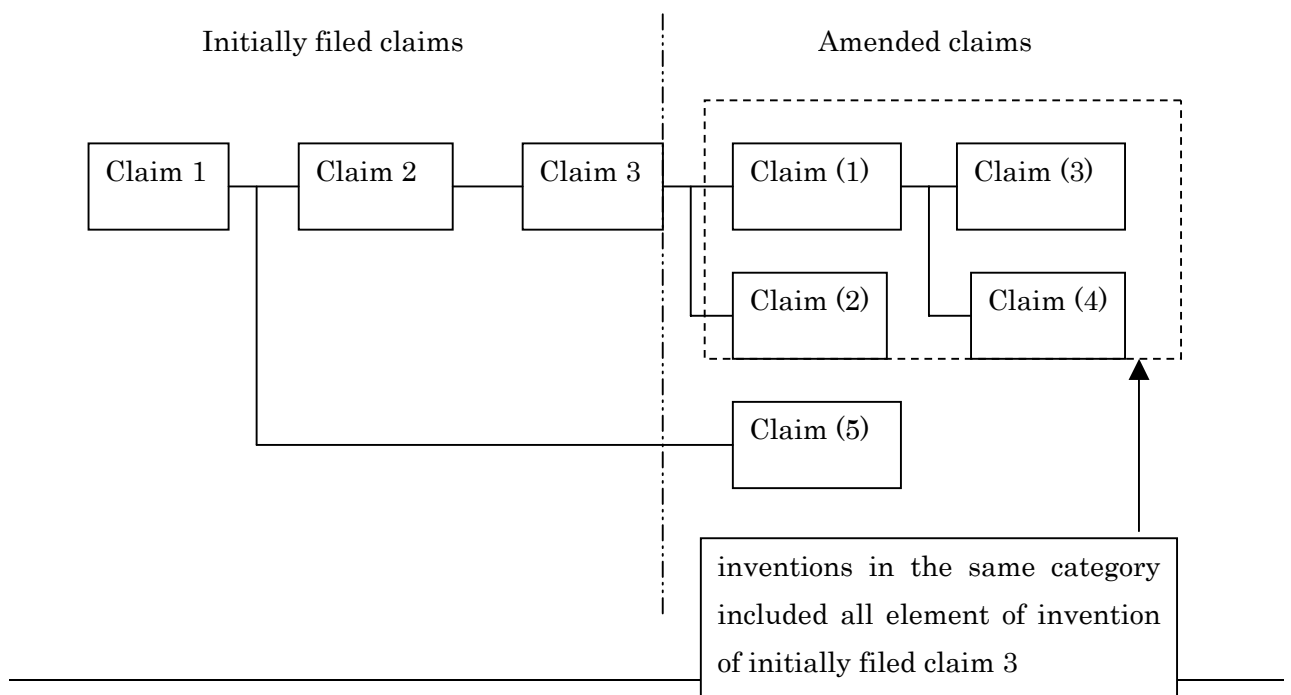 Initially filed claims
Amended claims
Claim 1
Claim 2
Claim 3
Claim (1)
Claim (3)
Claim (2)
Claim (4)
Claim (5)
inventions in the same category
included all element of invention
of initially filed claim 3